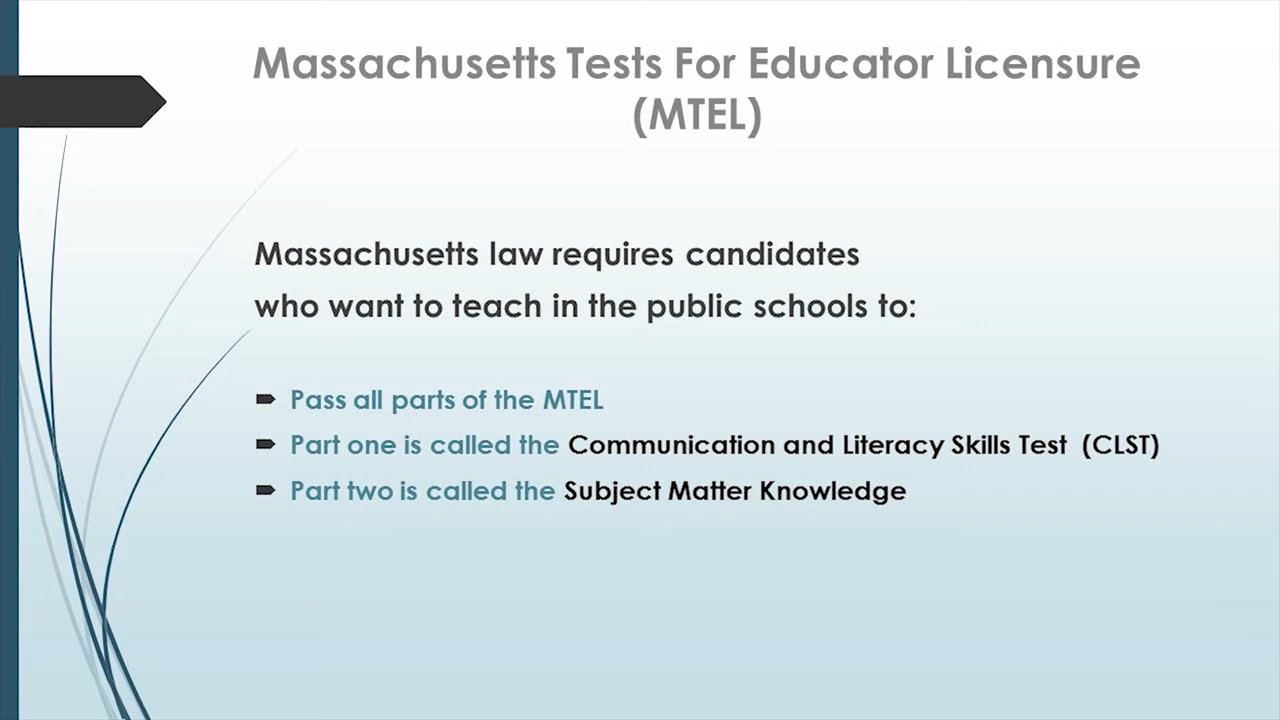 Massachusetts Tests For Educator Licensure
(MTEL)
Massachusetts law requires candidates
who want to teach in the public schools to:
Pass all parts of the MTEL
Part one is called the Communication and Literacy Skills Test (CLST)
Part two is called the Subject Matter Knowledge